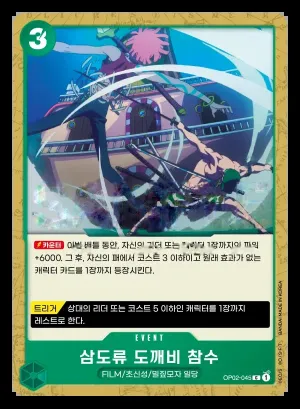 3
카운터 이번 배틀 동안, 자신의 리더 또는 캐릭터 1장까지의 파워
+6000. 그 후, 자신의 패에서 코스트 3 이하이고 원래 효과가 없는
캐릭터 카드를 1장까지 등장시킨다.
트리거 상대의 리더 또는 코스트 5 이하인 캐릭터를 1장까지
레스트로 한다.
EVENT
삼도류 도깨비 참수
FILM/초신성/밀짚모자 일당
OP02-045 C 1